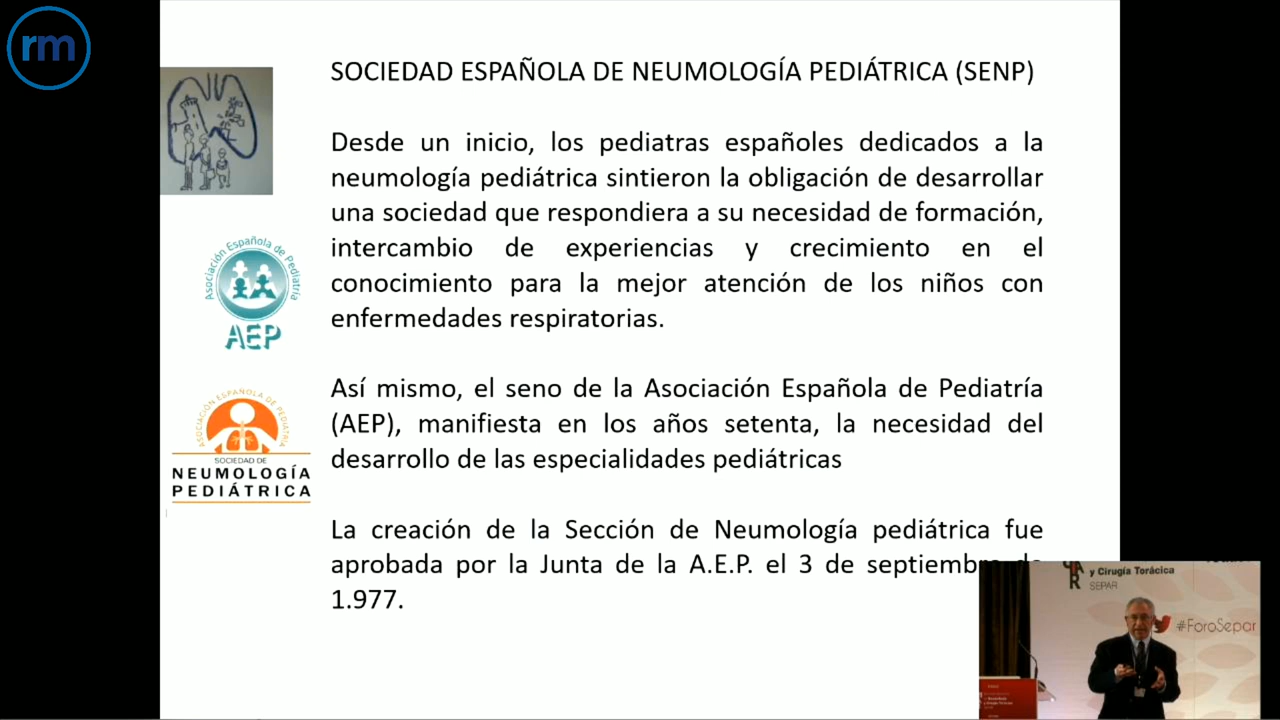 rm
SOCIEDAD ESPAÑOLA DE NEUMOLOGÍA PEDIÁTRICA (SENP)
Desde un inicio, los pediatras españoles dedicados a la
neumología pediátrica sintieron la obligación de desarrollar
una sociedad que respondiera a su necesidad de formación,
intercambio de experiencias y crecimiento en el
conocimiento para la mejor atención de los niños con
enfermedades respiratorias.
Así mismo, el seno de la Asociación Española de Pediatría
(AEP), manifiesta en los años setenta, la necesidad del
desarrollo de las especialidades pediátricas
La creación de la Sección de Neumología pediátrica fue
aprobada por la Junta de la A.E.P. el 3 de septiembre de
1.977.
Asociación Española de Pediatría
AEP
ASOCIACIÓN ESPAÑOLA DE PEDIATRÍA
SOCIEDAD DE
NEUMOLOGÍA
PEDIÁTRICA
y Cirugía Torácica
SEPAR
#ForoSepar